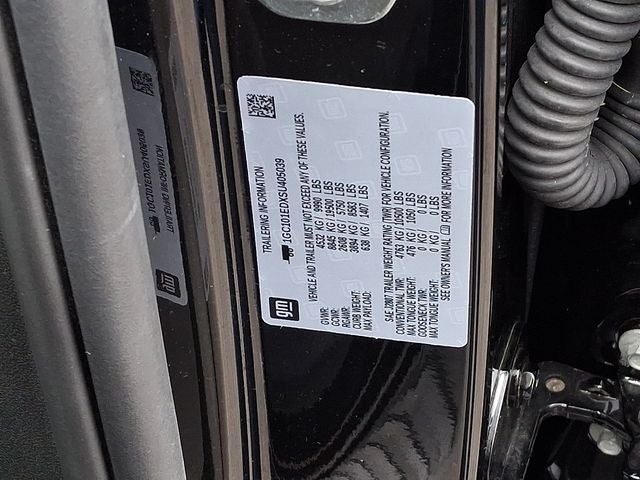 TRAILERING INFORMATION
1GC101EDXSU405039
VEHICLE AND TRAILER MUST NOT EXCEED ANY OF THESE VALUES.
GVWR: 4532 KG / 9990 LBS
GCWR: 8845 KG / 19500 LBS
RGAWR: 2608 KG / 5750 LBS
CURB WEIGHT: 3894 KG / 8583 LBS
MAX PAYLOAD: 638 KG / 1407 LBS
SAE J2807 TRAILER WEIGHT RATING (TWR) FOR VEHICLE CONFIGURATION.
CONVENTIONAL TWR: 4763 KG / 10500 LBS
MAX TONGUE WEIGHT: 476 KG / 1050 LBS
GOOSENECK TWR: 0 KG / 0 LBS
MAX TONGUE WEIGHT: 0 KG / 0 LBS
SEE OWNER'S MANUAL FOR MORE INFORMATION
gm